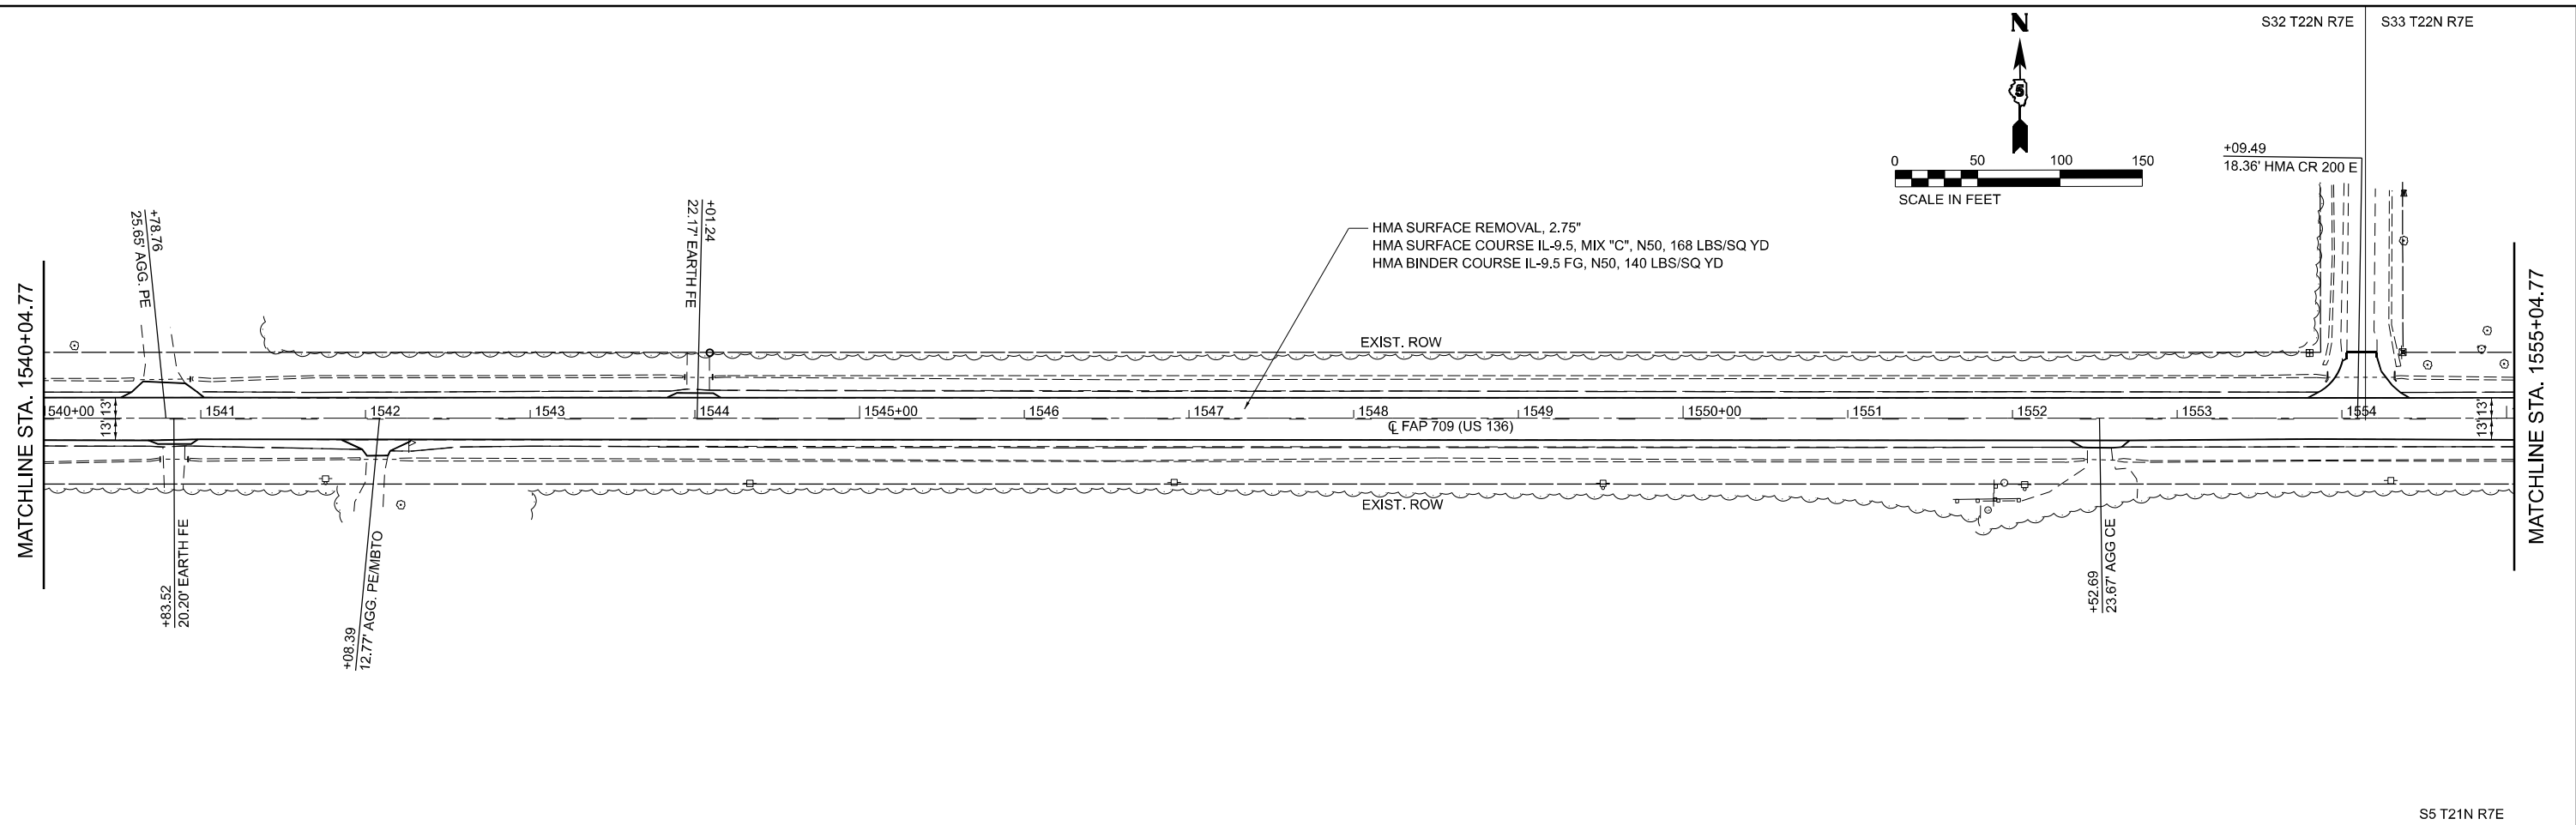 S32 T22N R7E
S33 T22N R7E
N
5
0 50 100 150
SCALE IN FEET
+09.49
18.36' HMA CR 200 E
+78.76
25.65' AGG. PE
+01.24
22.17' EARTH FE
HMA SURFACE REMOVAL, 2.75"
HMA SURFACE COURSE IL-9.5, MIX "C", N50, 168 LBS/SQ YD
HMA BINDER COURSE IL-9.5 FG, N50, 140 LBS/SQ YD
MATCHLINE STA. 1540+04.77
MATCHLINE STA. 1555+04.77
EXIST. ROW
540+00 1541 1542 1543 1544 1545+00 1546 1547 1548 1549 1550+00 1551 1552 1553 1554
13'
13'
13'
13'
℄ FAP 709 (US 136)
EXIST. ROW
+83.52
20.20' EARTH FE
+08.39
12.77' AGG. PE/MBTO
+52.69
23.67' AGG CE
S5 T21N R7E